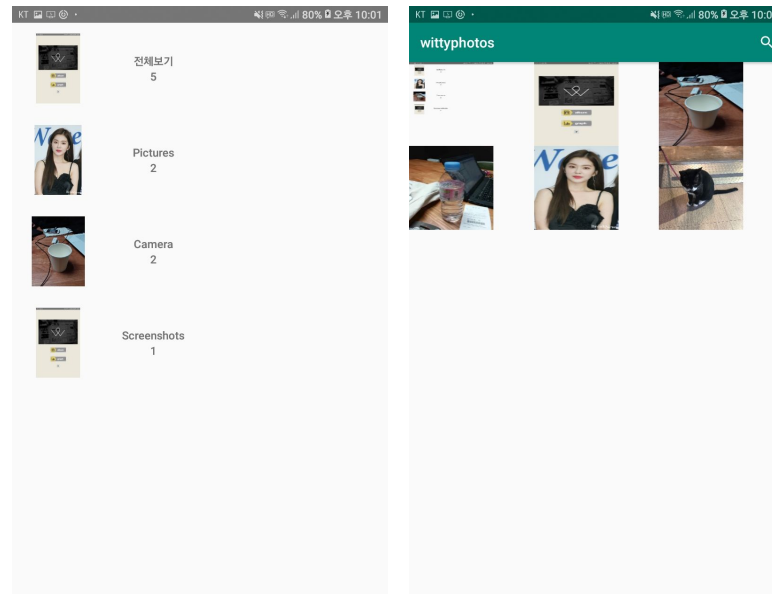 KT
80% 오후 10:01
전체보기
5
Pictures
2
Camera
2
Screenshots
1
KT
80% 오후 10:0
wittyphotos